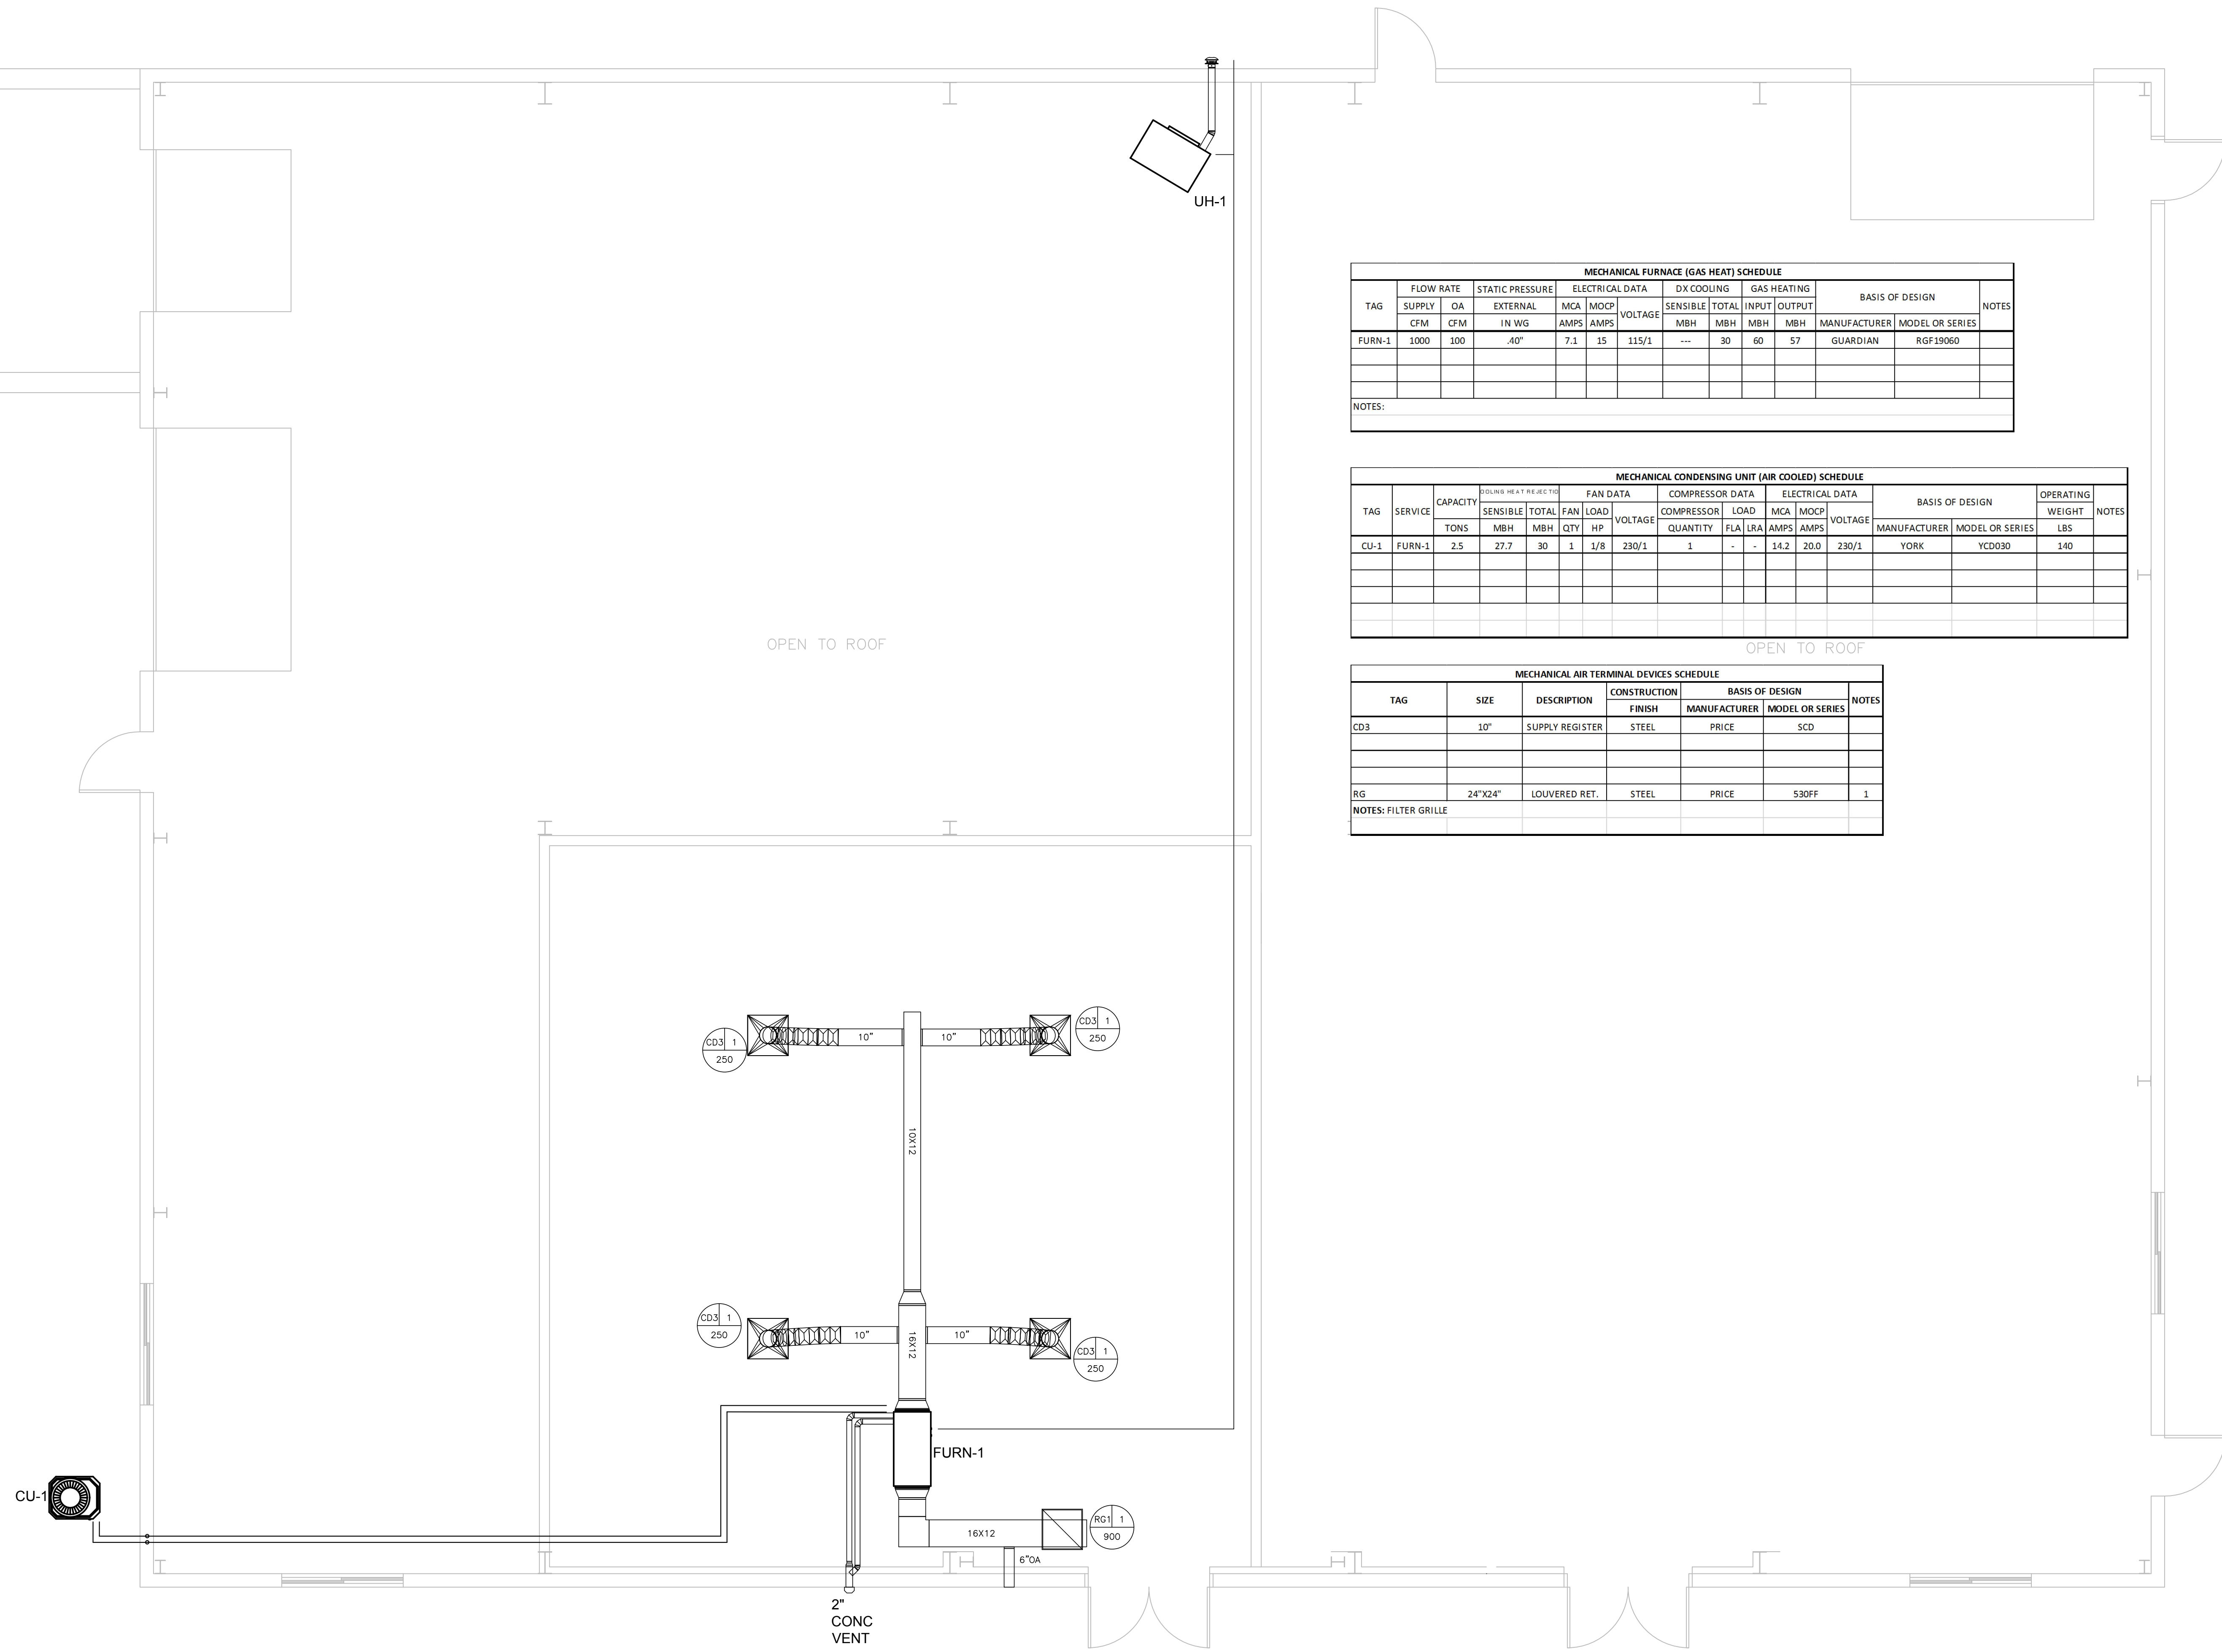 UH-1
MECHANICAL FURNACE (GAS HEAT) SCHEDULE
TAG FLOW RATE STATIC PRESSURE ELECTRICAL DATA DX COOLING GAS HEATING BASIS OF DESIGN NOTES
SUPPLY OA EXTERNAL MCA MOCP VOLTAGE SENSIBLE TOTAL INPUT OUTPUT
CFM CFM IN WG AMPS AMPS MBH MBH MBH MBH MANUFACTURER MODEL OR SERIES
FURN-1 1000 100 .40" 7.1 15 115/1 --- 30 60 57 GUARDIAN RGF19060
NOTES:
MECHANICAL CONDENSING UNIT (AIR COOLED) SCHEDULE
TAG SERVICE CAPACITY OOLING HEAT REJECTIO FAN DATA COMPRESSOR DATA ELECTRICAL DATA BASIS OF DESIGN OPERATING NOTES
SENSIBLE TOTAL FAN LOAD VOLTAGE COMPRESSOR LOAD MCA MOCP VOLTAGE WEIGHT
TONS MBH MBH QTY HP QUANTITY FLA LRA AMPS AMPS MANUFACTURER MODEL OR SERIES LBS
CU-1 FURN-1 2.5 27.7 30 1 1/8 230/1 1 - - 14.2 20.0 230/1 YORK YCD030 140
OPEN TO ROOF
OPEN TO ROOF
MECHANICAL AIR TERMINAL DEVICES SCHEDULE
TAG SIZE DESCRIPTION CONSTRUCTION BASIS OF DESIGN NOTES
FINISH MANUFACTURER MODEL OR SERIES
CD3 10" SUPPLY REGISTER STEEL PRICE SCD
RG 24"X24" LOUVERED RET. STEEL PRICE 530FF 1
NOTES: FILTER GRILLE
CD3 1
250
10"
10"
CD3 1
250
10X12
CD3 1
250
10"
16X12
10"
CD3 1
250
FURN-1
CU-1
16X12
RG1 1
900
6"OA
2"
CONC
VENT